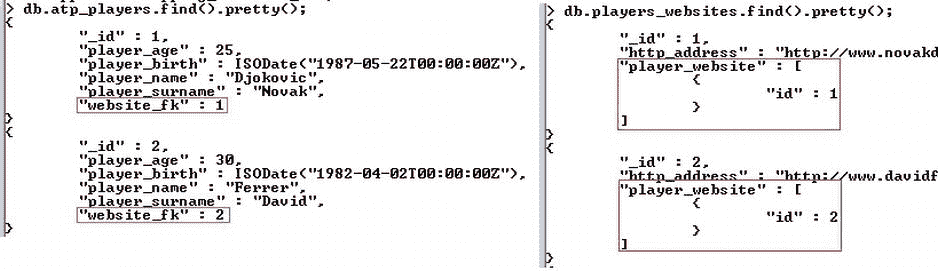 > db.atp_players.find().pretty();
{
"_id" : 1,
"player_age" : 25,
"player_birth" : ISODate("1987-05-22T00:00:00Z"),
"player_name" : "Djokovic",
"player_surname" : "Novak",
"website_fk" : 1
}
{
"_id" : 2,
"player_age" : 30,
"player_birth" : ISODate("1982-04-02T00:00:00Z"),
"player_name" : "Ferrer",
"player_surname" : "David",
"website_fk" : 2
}
> db.players_websites.find().pretty();
{
"_id" : 1,
"http_address" : "http://www.novakd
"player_website" : [
{
"id" : 1
}
]
}
{
"_id" : 2,
"http_address" : "http://www.davidf
"player_website" : [
{
"id" : 2
}
]
}